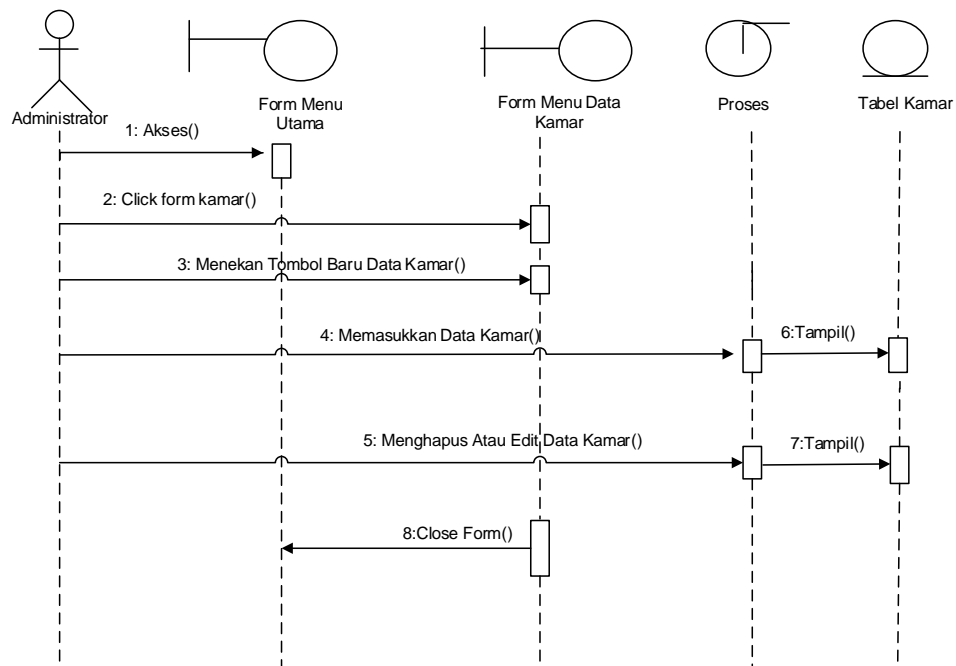 Administrator
Form Menu
Utama
Form Menu Data
Kamar
Proses
Tabel Kamar
1: Akses()
2: Click form kamar()
3: Menekan Tombol Baru Data Kamar()
4: Memasukkan Data Kamar()
6:Tampil()
5: Menghapus Atau Edit Data Kamar()
7:Tampil()
8:Close Form()